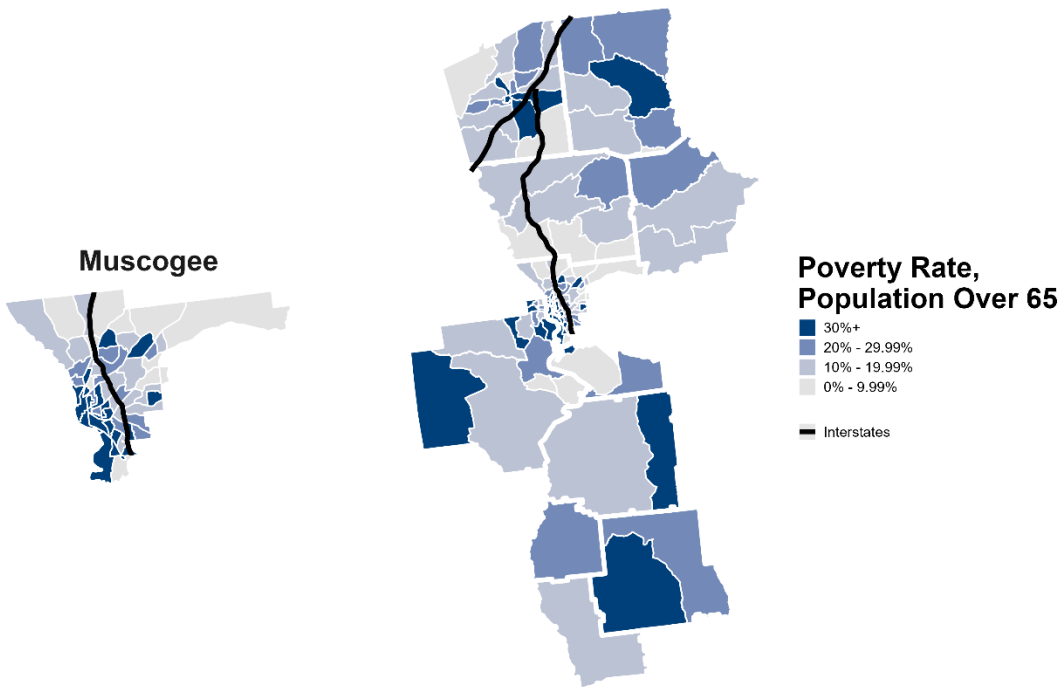 Muscogee
Poverty Rate,
Population Over 65
30%+
20% - 29.99%
10% - 19.99%
0% - 9.99%
Interstates